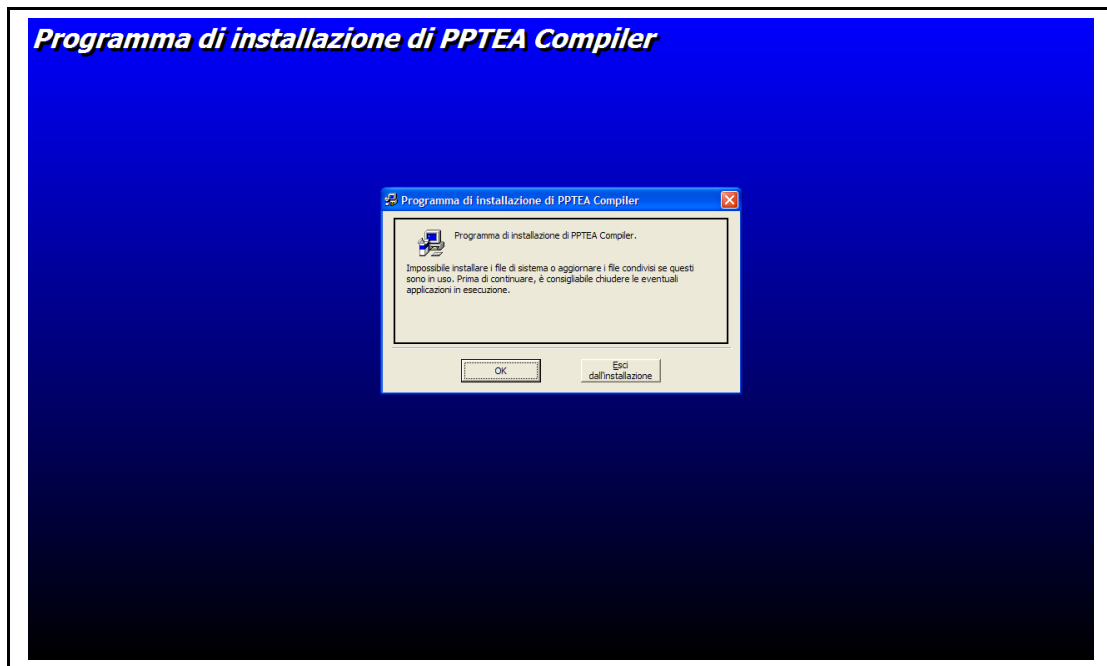 Programma di installazione di PPTEA Compiler
Programma di installazione di PPTEA Compiler
Programma di installazione di PPTEA Compiler.
Impossibile installare i file di sistema o aggiornare i file condivisi se questi
sono in uso. Prima di continuare, è consigliabile chiudere le eventuali
applicazioni in esecuzione.
OK
Esci
dall'installazione